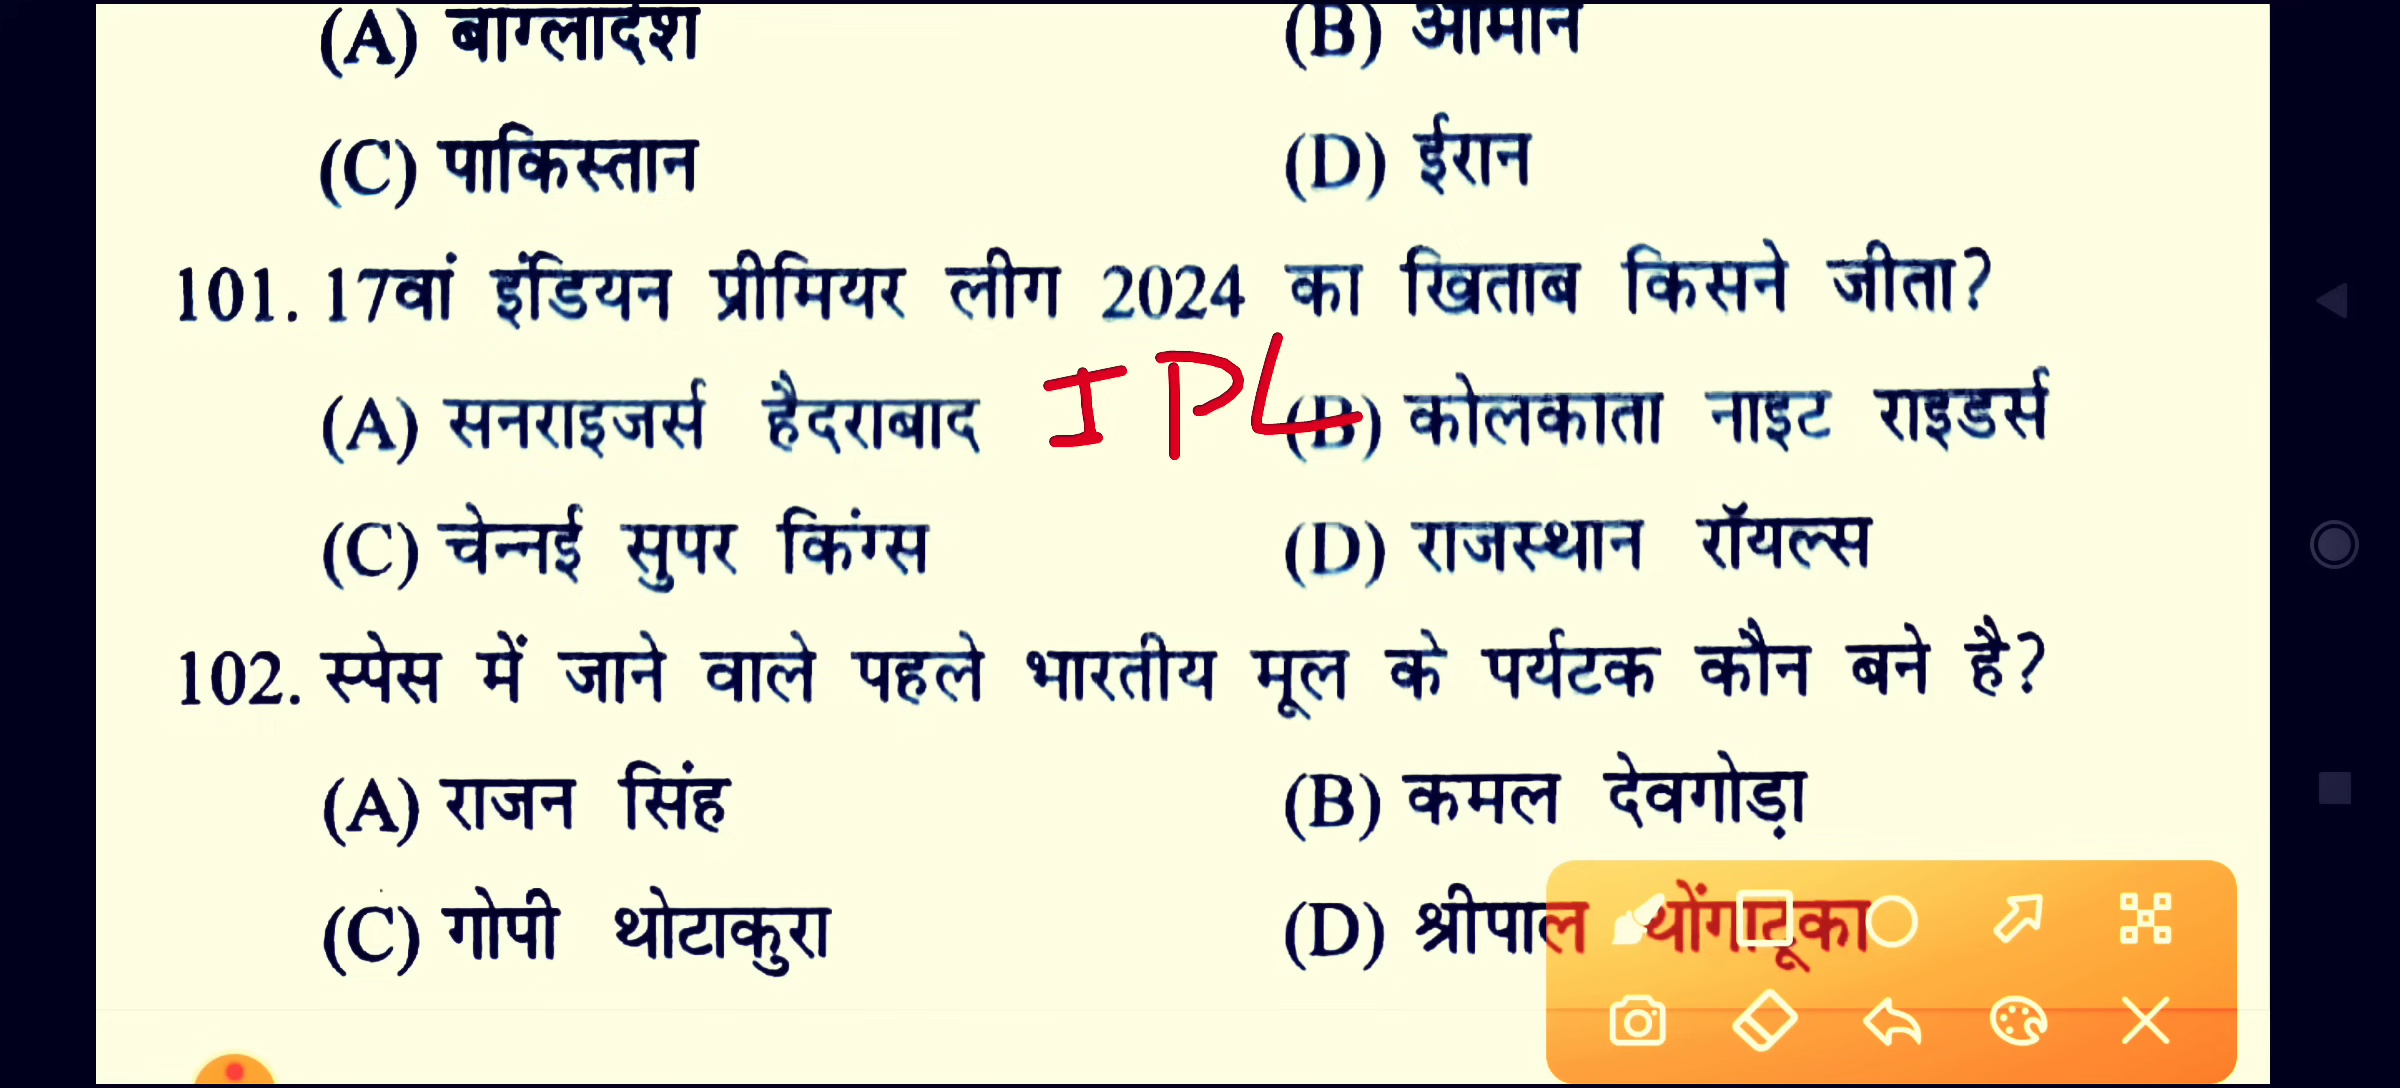 (A) बांग्लादेश (B) ओमान
(C) पाकिस्तान (D) ईरान
101. 17वां इंडियन प्रीमियर लीग 2024 का खिताब किसने जीता?
IPL
(A) सनराइजर्स हैदराबाद (B) कोलकाता नाइट राइडर्स
(C) चेन्नई सुपर किंग्स (D) राजस्थान रॉयल्स
102. स्पेस में जाने वाले पहले भारतीय मूल के पर्यटक कौन बने है?
(A) राजन सिंह (B) कमल देवगोड़ा
(C) गोपी थोटाकुरा (D) श्रीपाल